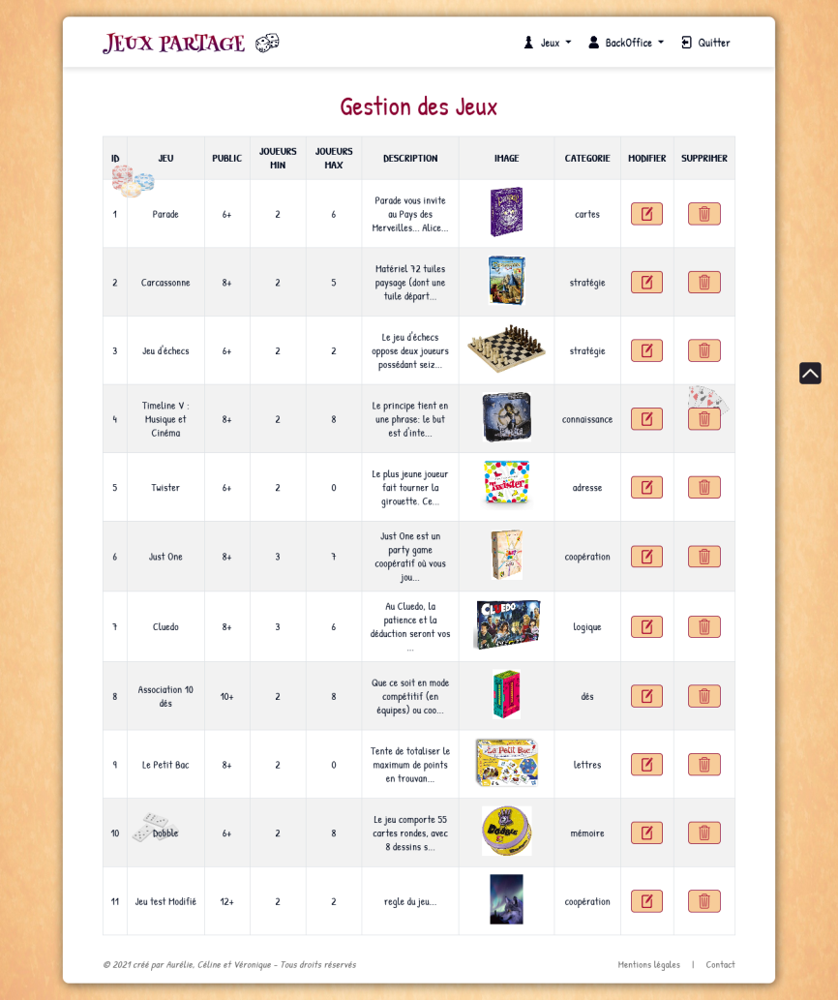 JEUX PARTAGE
Jeux
BackOffice
Quitter
Gestion des Jeux
ID JEU PUBLIC JOUEURS MIN JOUEURS MAX DESCRIPTION IMAGE CATEGORIE MODIFIER SUPPRIMER
1 Parade 6+ 2 6 Parade vous invite
au Pays des
Merveilles... Alice... cartes
2 Carcassonne 8+ 2 5 Matériel 72 tuiles
paysage (dont une
tuile départ... stratégie
3 Jeu d'échecs 6+ 2 2 Le jeu d'échecs
oppose deux joueurs
possédant seiz... stratégie
4 Timeline V :
Musique et
Cinéma 8+ 2 8 Le principe tient en
une phrase: le but
est d'inte... connaissance
5 Twister 6+ 2 0 Le plus jeune joueur
fait tourner la
girouette. Ce... Twister adresse
6 Just One 8+ 3 7 Just One est un
party game
coopératif où vous
jou... coopération
7 Cluedo 8+ 3 6 Au Cluedo, la
patience et la
déduction seront vos
... CLUEDO logique
8 Association 10
dés 10+ 2 8 Que ce soit en mode
compétitif (en
équipes) ou coo... dés
9 Le Petit Bac 8+ 2 0 Tente de totaliser le
maximum de points
en trouvan... Le Petit Bac lettres
10 Dobble 6+ 2 8 Le jeu comporte 55
cartes rondes, avec
8 dessins s... DOBBLE mémoire
11 Jeu test Modifié 12+ 2 2 regle du jeu... coopération
© 2021 créé par Aurélie, Céline et Véronique - Tous droits réservés
Mentions légales | Contact